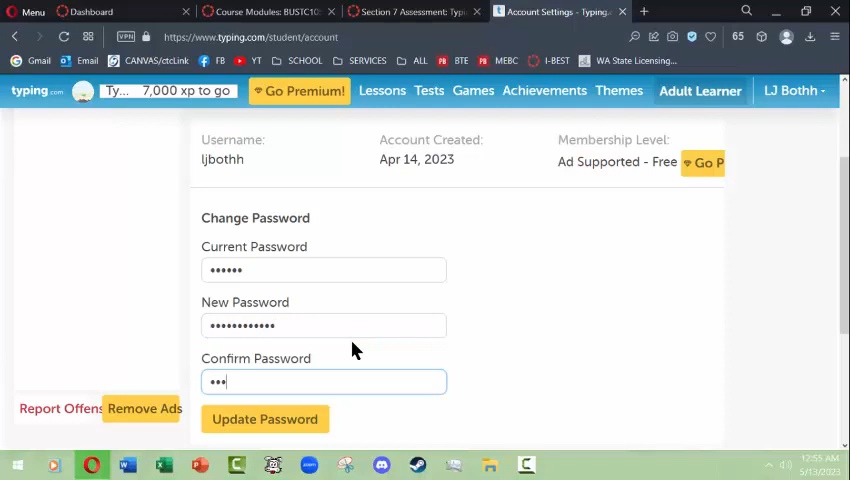 Menu Dashboard Course Modules: BUSTC10 Section 7 Assessment: Typi Account Settings - Typing.
VPN https://www.typing.com/student/account 65
Gmail Email CANVAS/ctcLink FB YT SCHOOL SERVICES ALL BTE MEBC I-BEST WA State Licensing...
typing.com Ty... 7,000 xp to go Go Premium! Lessons Tests Games Achievements Themes Adult Learner LJ Bothh
Username: Account Created: Membership Level:
ljbothh Apr 14, 2023 Ad Supported - Free Go P
Change Password
Current Password
••••••
New Password
••••••••••••
Confirm Password
•••
Report Offens Remove Ads
Update Password
12:55 AM
5/13/2023